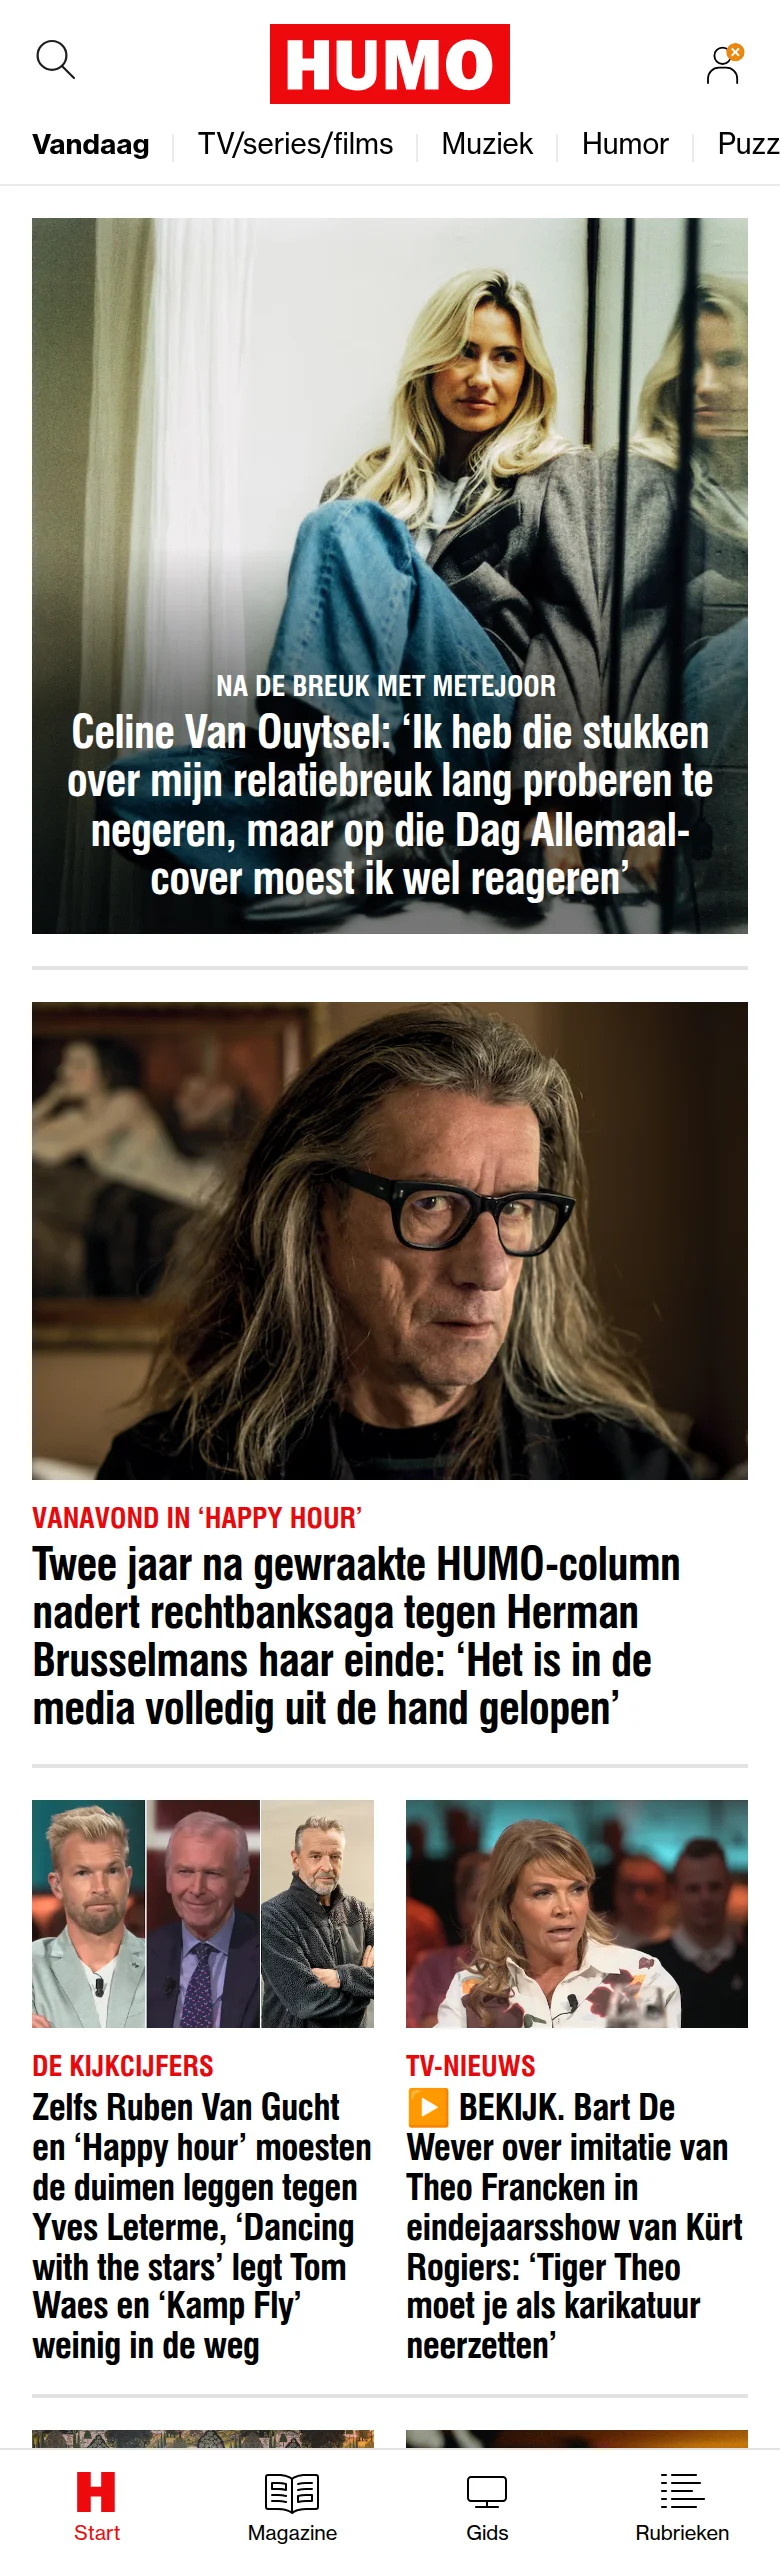 HUMO
Vandaag
TV/series/films
Muziek
Humor
Puzz
NA DE BREUK MET METEJOOR
Celine Van Ouytsel: ‘Ik heb die stukken
over mijn relatiebreuk lang proberen te
negeren, maar op die Dag Allemaal-
cover moest ik wel reageren’
VANAVOND IN ‘HAPPY HOUR’
Twee jaar na gewraakte HUMO-column
nadert rechtbanksaga tegen Herman
Brusselmans haar einde: ‘Het is in de
media volledig uit de hand gelopen’
DE KIJKCIJFERS
Zelfs Ruben Van Gucht
en ‘Happy hour’ moesten
de duimen leggen tegen
Yves Leterme, ‘Dancing
with the stars’ legt Tom
Waes en ‘Kamp Fly’
weinig in de weg
TV-NIEUWS
▶️ BEKIJK. Bart De
Wever over imitatie van
Theo Francken in
eindejaarsshow van Kürt
Rogiers: ‘Tiger Theo
moet je als karikatuur
neerzetten’
H
Start
Magazine
Gids
Rubrieken